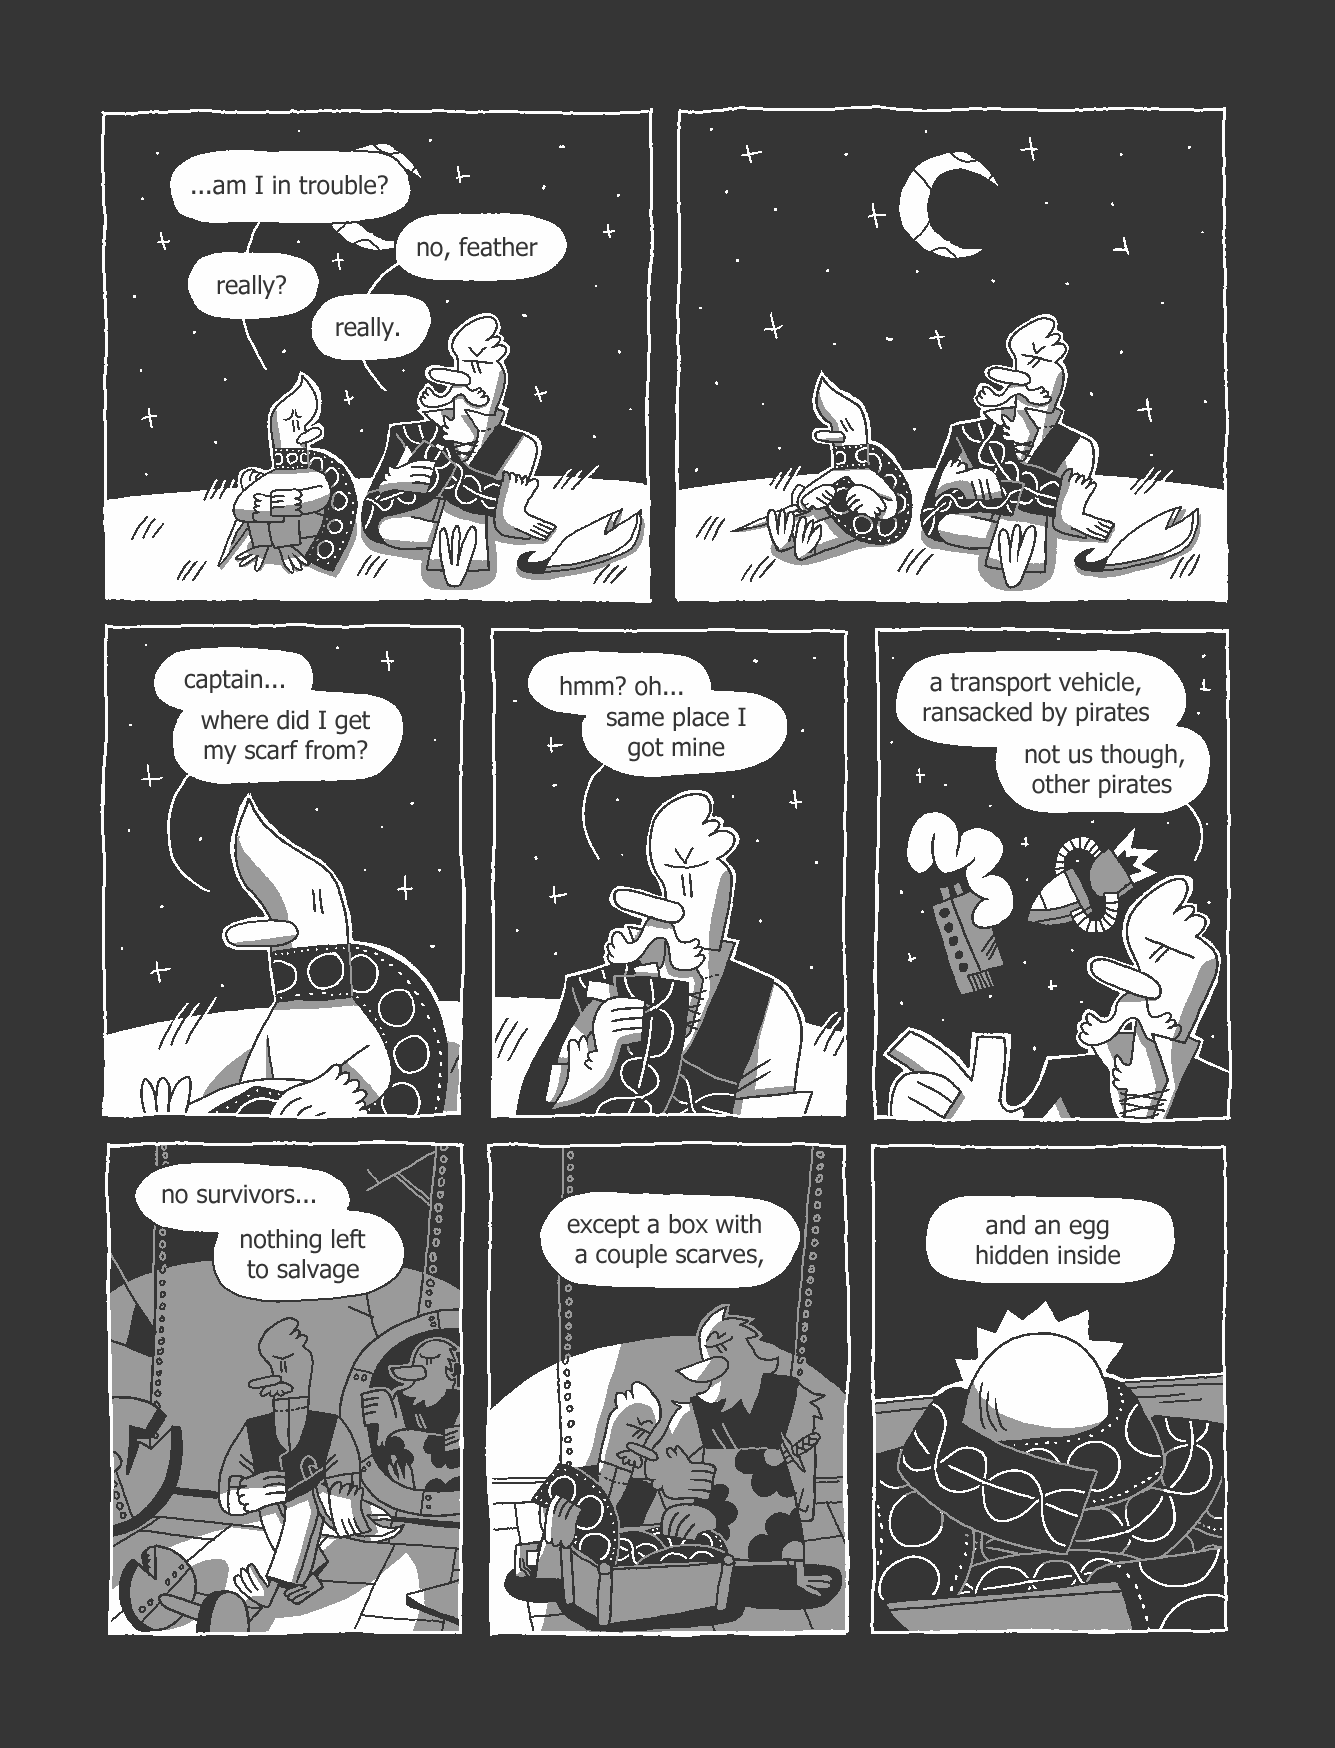 ...am I in trouble?
no, feather
really?
really.
captain...
where did I get
my scarf from?
hmm? oh...
same place I
got mine
a transport vehicle,
ransacked by pirates
not us though,
other pirates
no survivors...
nothing left
to salvage
except a box with
a couple scarves,
and an egg
hidden inside